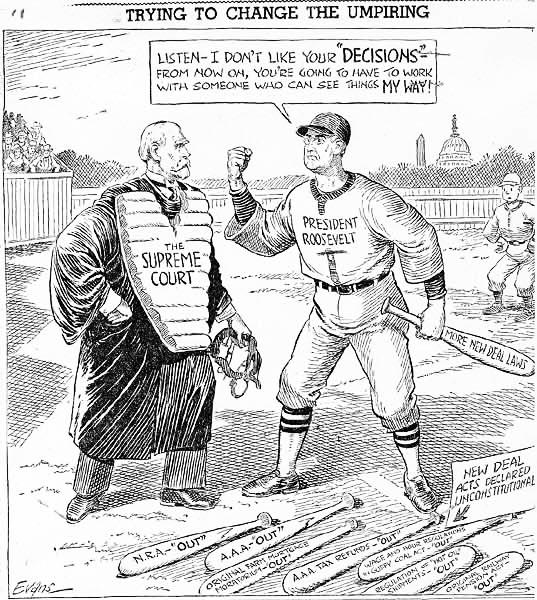 11
TRYING TO CHANGE THE UMPIRING
LISTEN- I DON'T LIKE YOUR "DECISIONS"-
FROM NOW ON, YOU'RE GOING TO HAVE TO WORK
WITH SOMEONE WHO CAN SEE THINGS MY WAY!
THE
SUPREME
COURT
PRESIDENT
ROOSEVELT
MORE NEW DEAL LAWS
NEW DEAL
ACTS DECLARED
UNCONSTITUTIONAL
N.R.A.- "OUT"
A.A.A.- "OUT"
ORIGINAL FARM MORTGAGE
MORITORIUM- "OUT"
A.A.A. TAX REFUNDS- "OUT"
WAGE AND HOUR REGULATIONS
GUFFY COAL ACT- "OUT"
REGULATION OF "HOT OIL"
SHIPMENTS- "OUT"
ORIGINAL RAILWAY
PENSION ACT-
"OUT"
EVANS